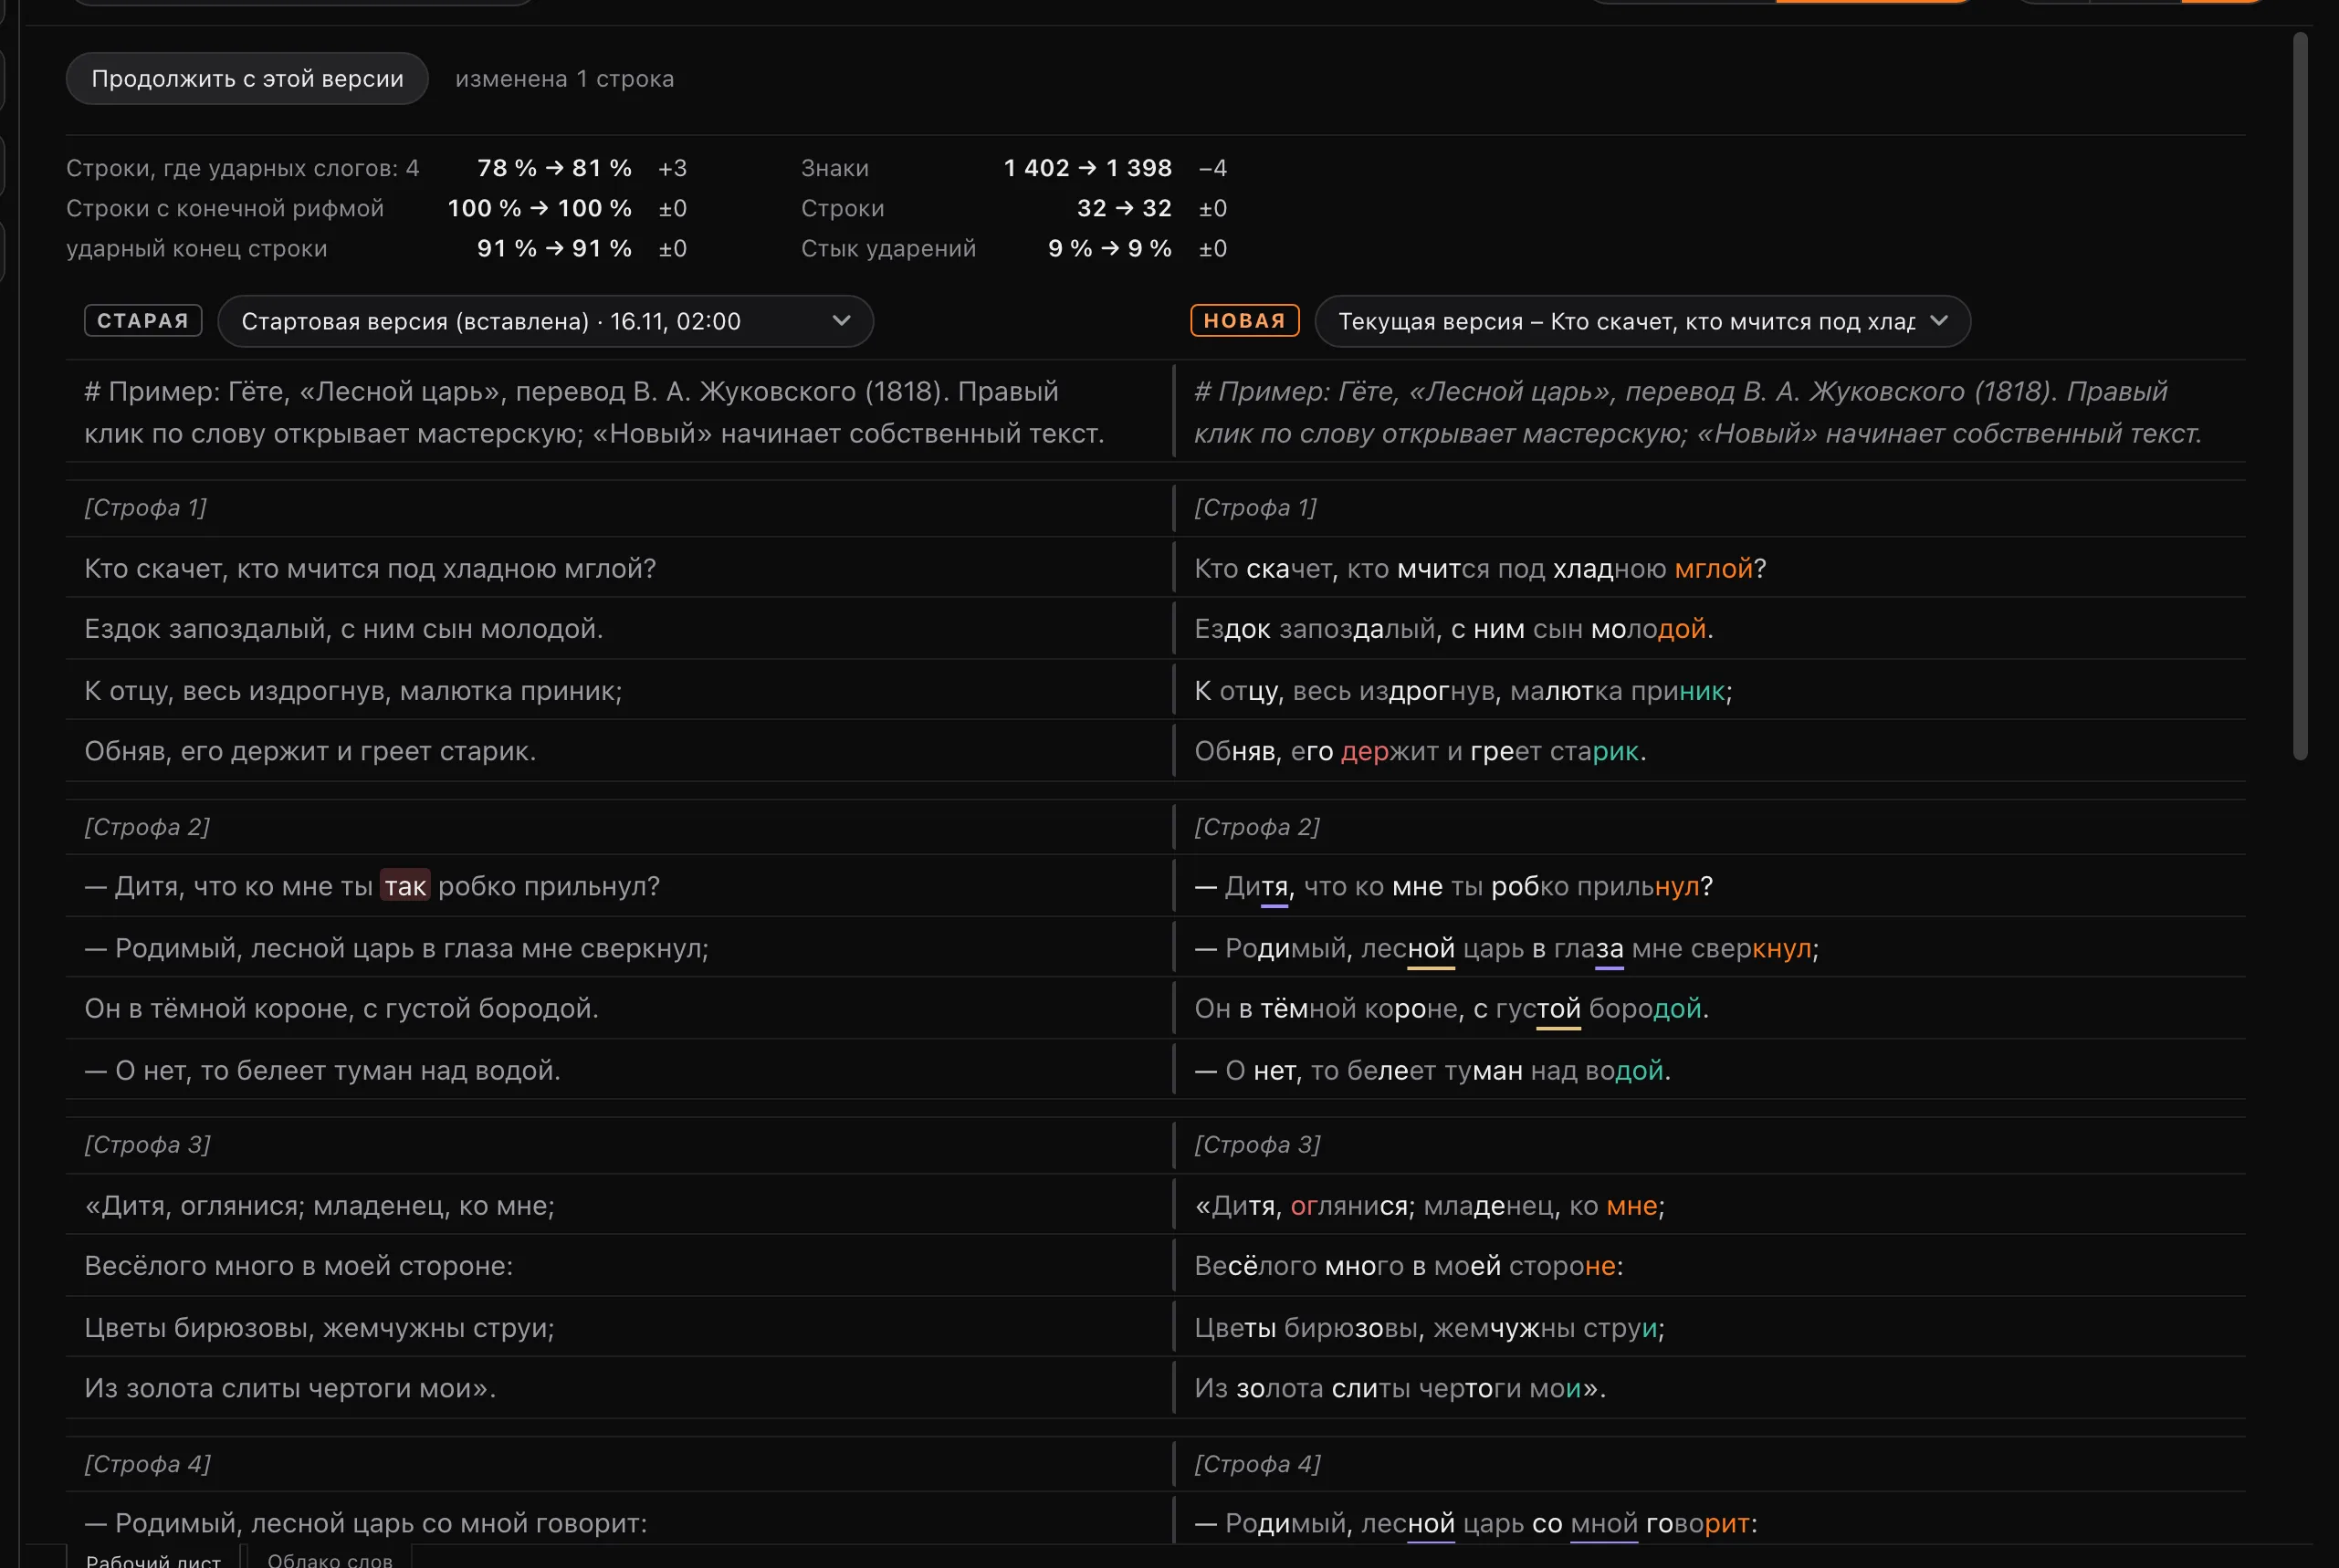 Продолжить с этой версии изменена 1 строка
Строки, где ударных слогов: 4 78 % → 81 % +3 Знаки 1 402 → 1 398 −4
Строки с конечной рифмой 100 % → 100 % ±0 Строки 32 → 32 ±0
ударный конец строки 91 % → 91 % ±0 Стык ударений 9 % → 9 % ±0
СТАРАЯ Стартовая версия (вставлена) · 16.11, 02:00 НОВАЯ Текущая версия – Кто скачет, кто мчится под хлад
# Пример: Гёте, «Лесной царь», перевод В. А. Жуковского (1818). Правый
клик по слову открывает мастерскую; «Новый» начинает собственный текст.
# Пример: Гёте, «Лесной царь», перевод В. А. Жуковского (1818). Правый
клик по слову открывает мастерскую; «Новый» начинает собственный текст.
[Строфа 1] [Строфа 1]
Кто скачет, кто мчится под хладною мглой? Кто скачет, кто мчится под хладною мглой?
Ездок запоздалый, с ним сын молодой. Ездок запоздалый, с ним сын молодой.
К отцу, весь издрогнув, малютка приник; К отцу, весь издрогнув, малютка приник;
Обняв, его держит и греет старик. Обняв, его держит и греет старик.
[Строфа 2] [Строфа 2]
— Дитя, что ко мне ты так робко прильнул? — Дитя, что ко мне ты робко прильнул?
— Родимый, лесной царь в глаза мне сверкнул; — Родимый, лесной царь в глаза мне сверкнул;
Он в тёмной короне, с густой бородой. Он в тёмной короне, с густой бородой.
— О нет, то белеет туман над водой. — О нет, то белеет туман над водой.
[Строфа 3] [Строфа 3]
«Дитя, оглянися; младенец, ко мне; «Дитя, оглянися; младенец, ко мне;
Весёлого много в моей стороне: Весёлого много в моей стороне:
Цветы бирюзовы, жемчужны струи; Цветы бирюзовы, жемчужны струи;
Из золота слиты чертоги мои». Из золота слиты чертоги мои».
[Строфа 4] [Строфа 4]
— Родимый, лесной царь со мной говорит: — Родимый, лесной царь со мной говорит:
Рабочий лист Облако слов